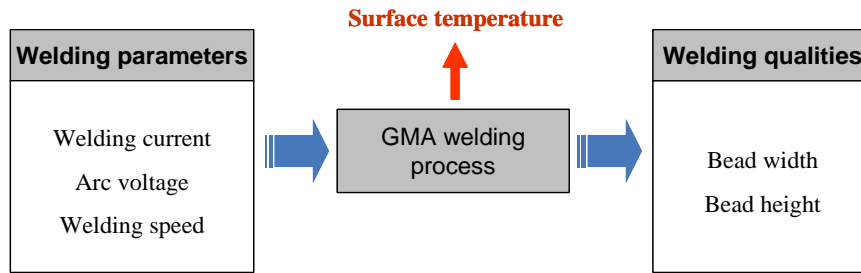 Surface temperature
Welding parameters
Welding current
Arc voltage
Welding speed
GMA welding
process
Welding qualities
Bead width
Bead height